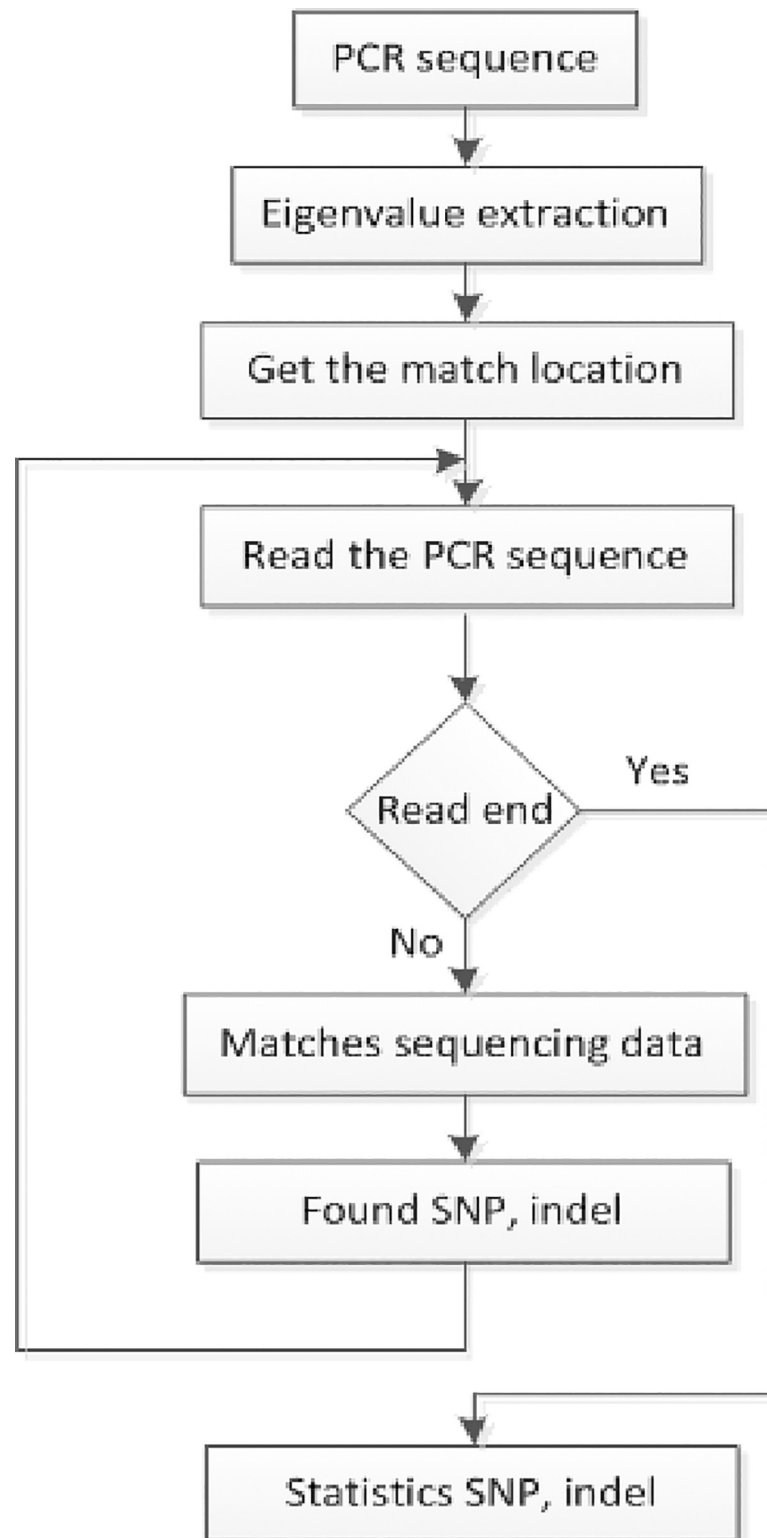 PCR sequence
Eigenvalue extraction
Get the match location
Read the PCR sequence
Read end
Yes
No
Matches sequencing data
Found SNP, indel
Statistics SNP, indel